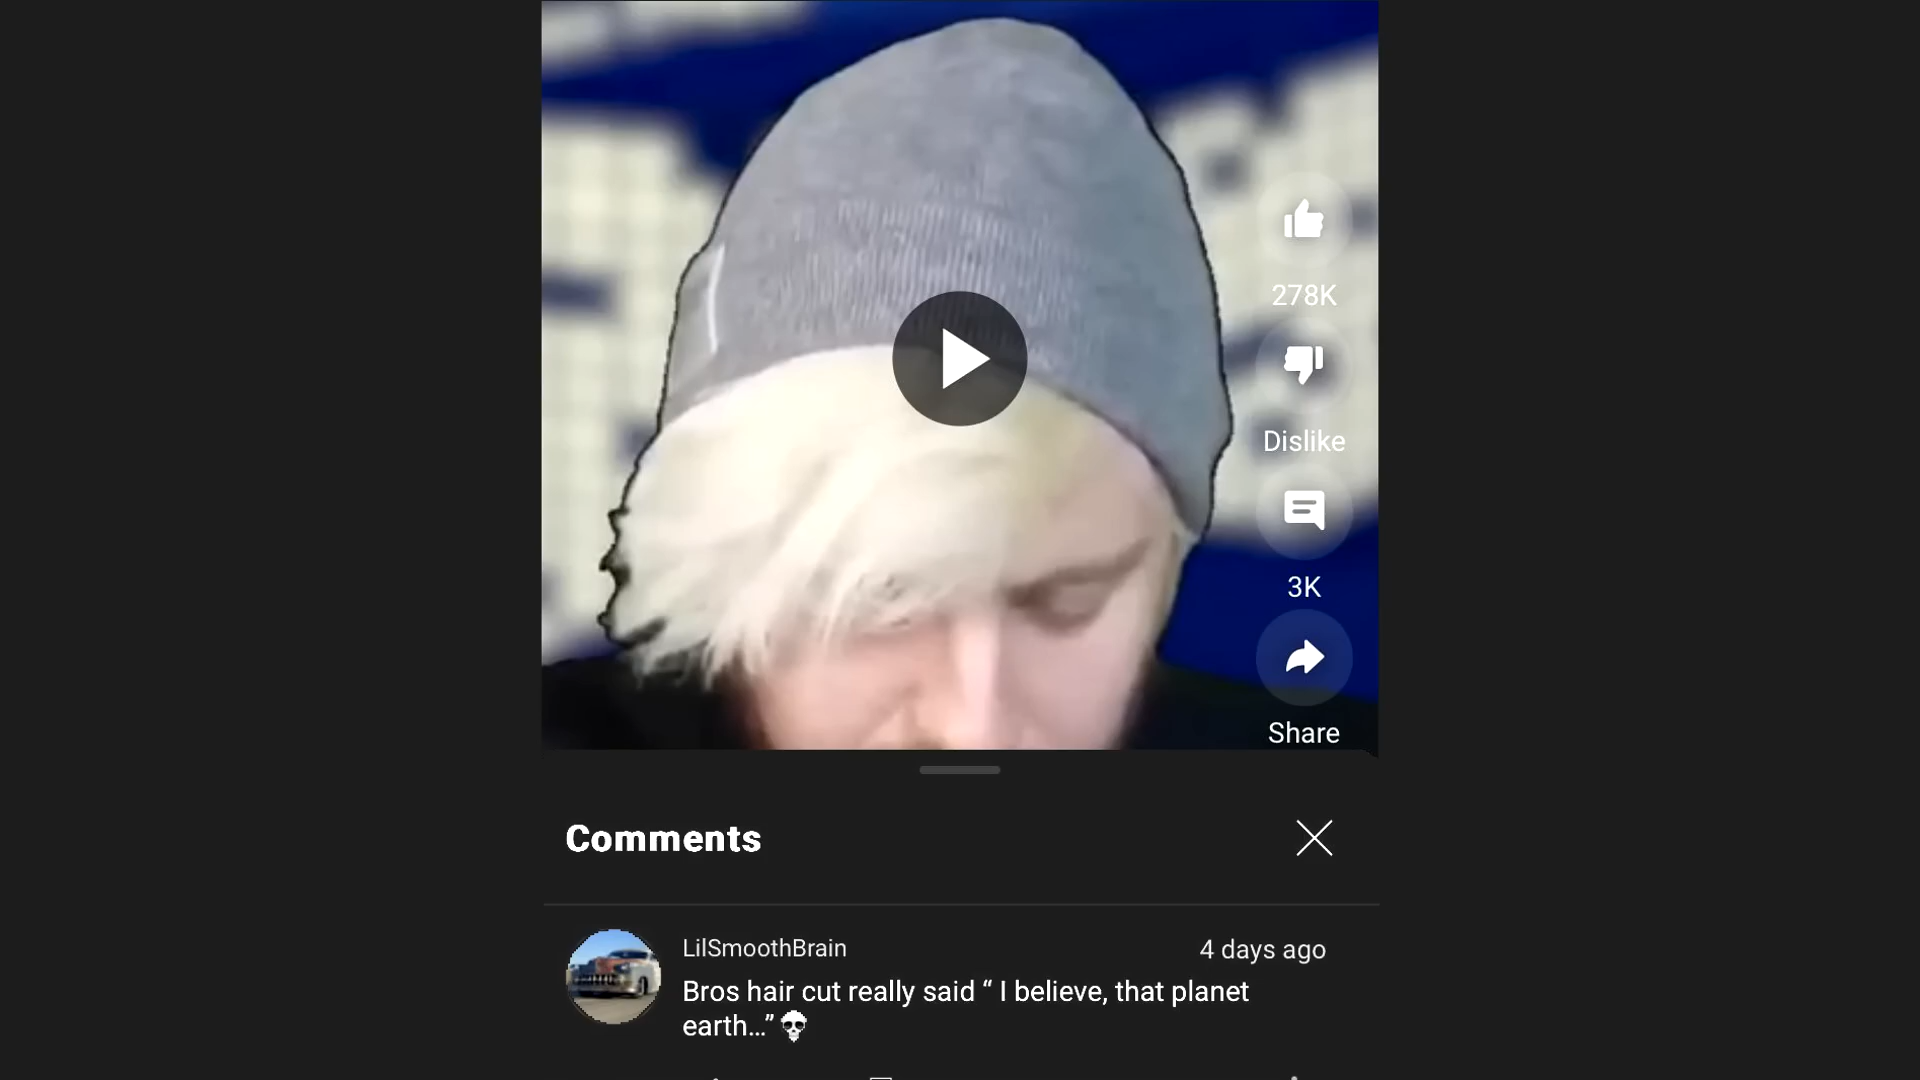 278K
Dislike
3K
Share
Comments
LilSmoothBrain
4 days ago
Bros hair cut really said “ I believe, that planet
earth...” 💀